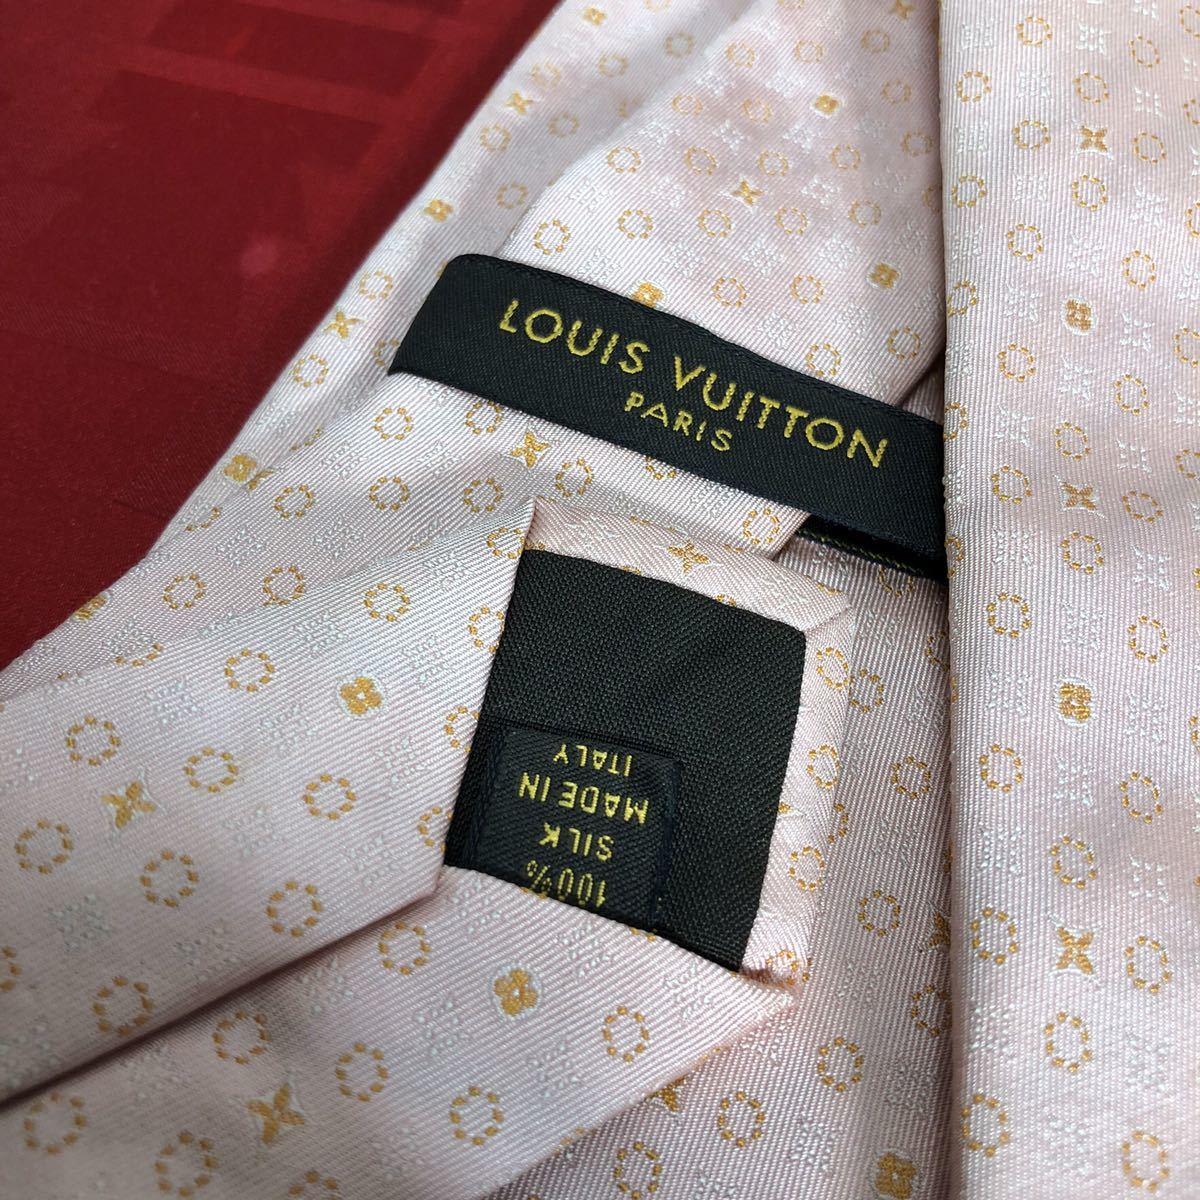 LOUIS VUITTON
PARIS
100%
SILK
MADE IN
ITALY